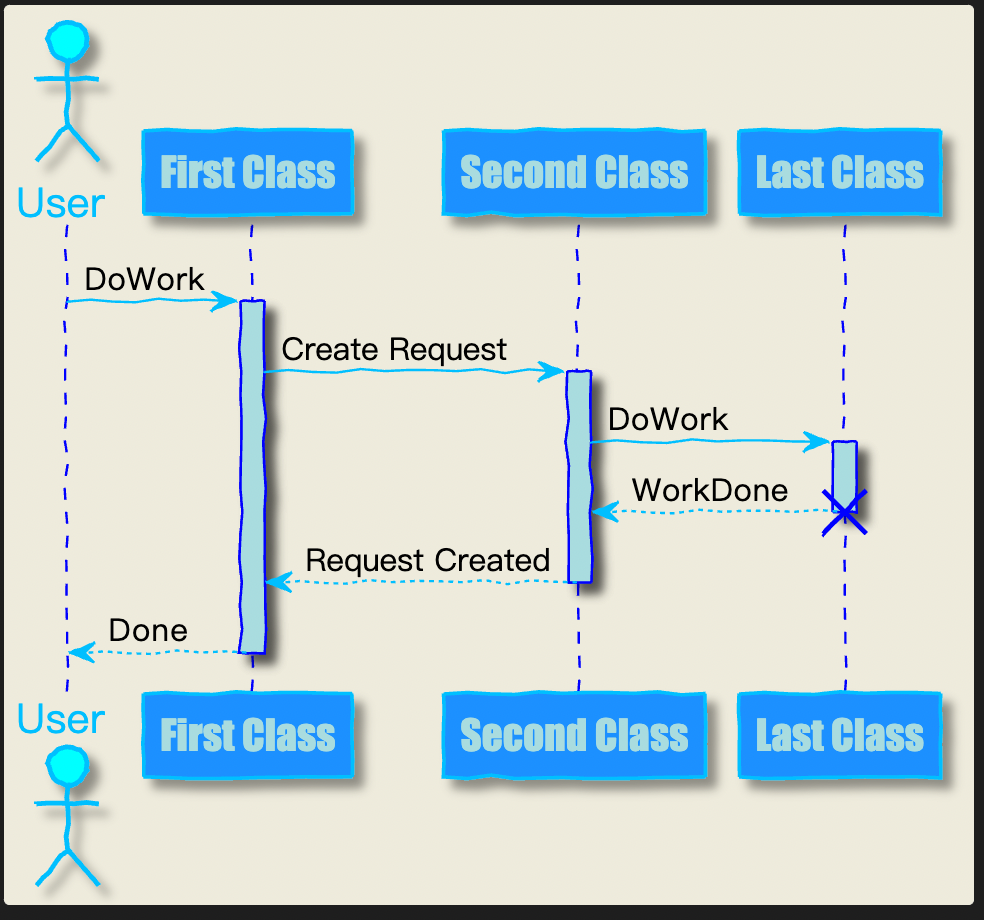 User
First Class
Second Class
Last Class
DoWork
Create Request
DoWork
WorkDone
Request Created
Done
User
First Class
Second Class
Last Class